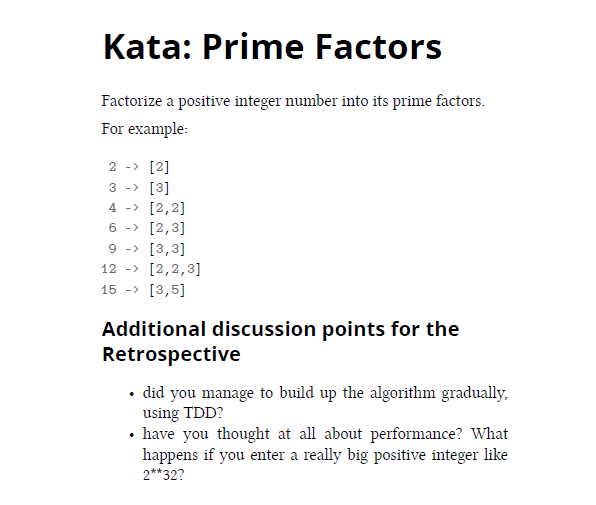 Kata: Prime Factors
Factorize a positive integer number into its prime factors.
For example:
2 -> [2]
3 -> [3]
4 -> [2,2]
6 -> [2,3]
9 -> [3,3]
12 -> [2,2,3]
15 -> [3,5]
Additional discussion points for the
Retrospective
• did you manage to build up the algorithm gradually,
using TDD?
• have you thought at all about performance? What
happens if you enter a really big positive integer like
2**32?